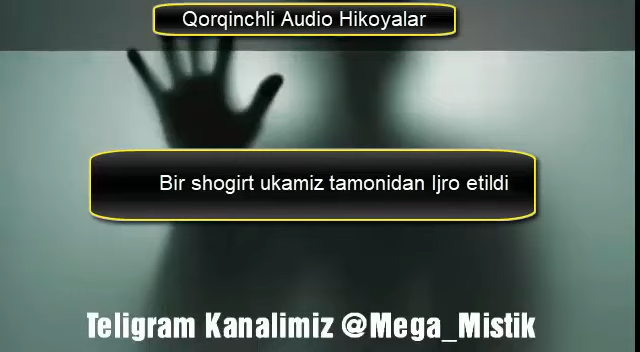 Qorqinchli Audio Hikoyalar
Bir shogirt ukamiz tamonidan Ijro etildi
Teligram Kanalimiz @Mega_Mistik